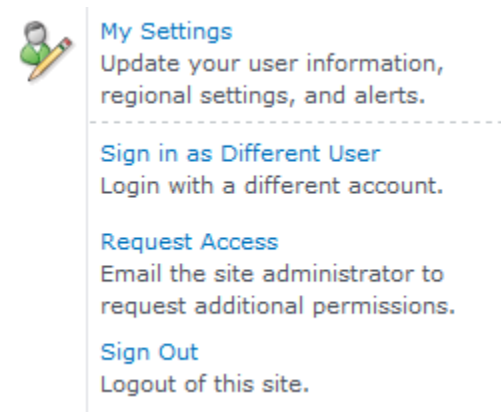 My Settings
Update your user information,
regional settings, and alerts.
Sign in as Different User
Login with a different account.
Request Access
Email the site administrator to
request additional permissions.
Sign Out
Logout of this site.